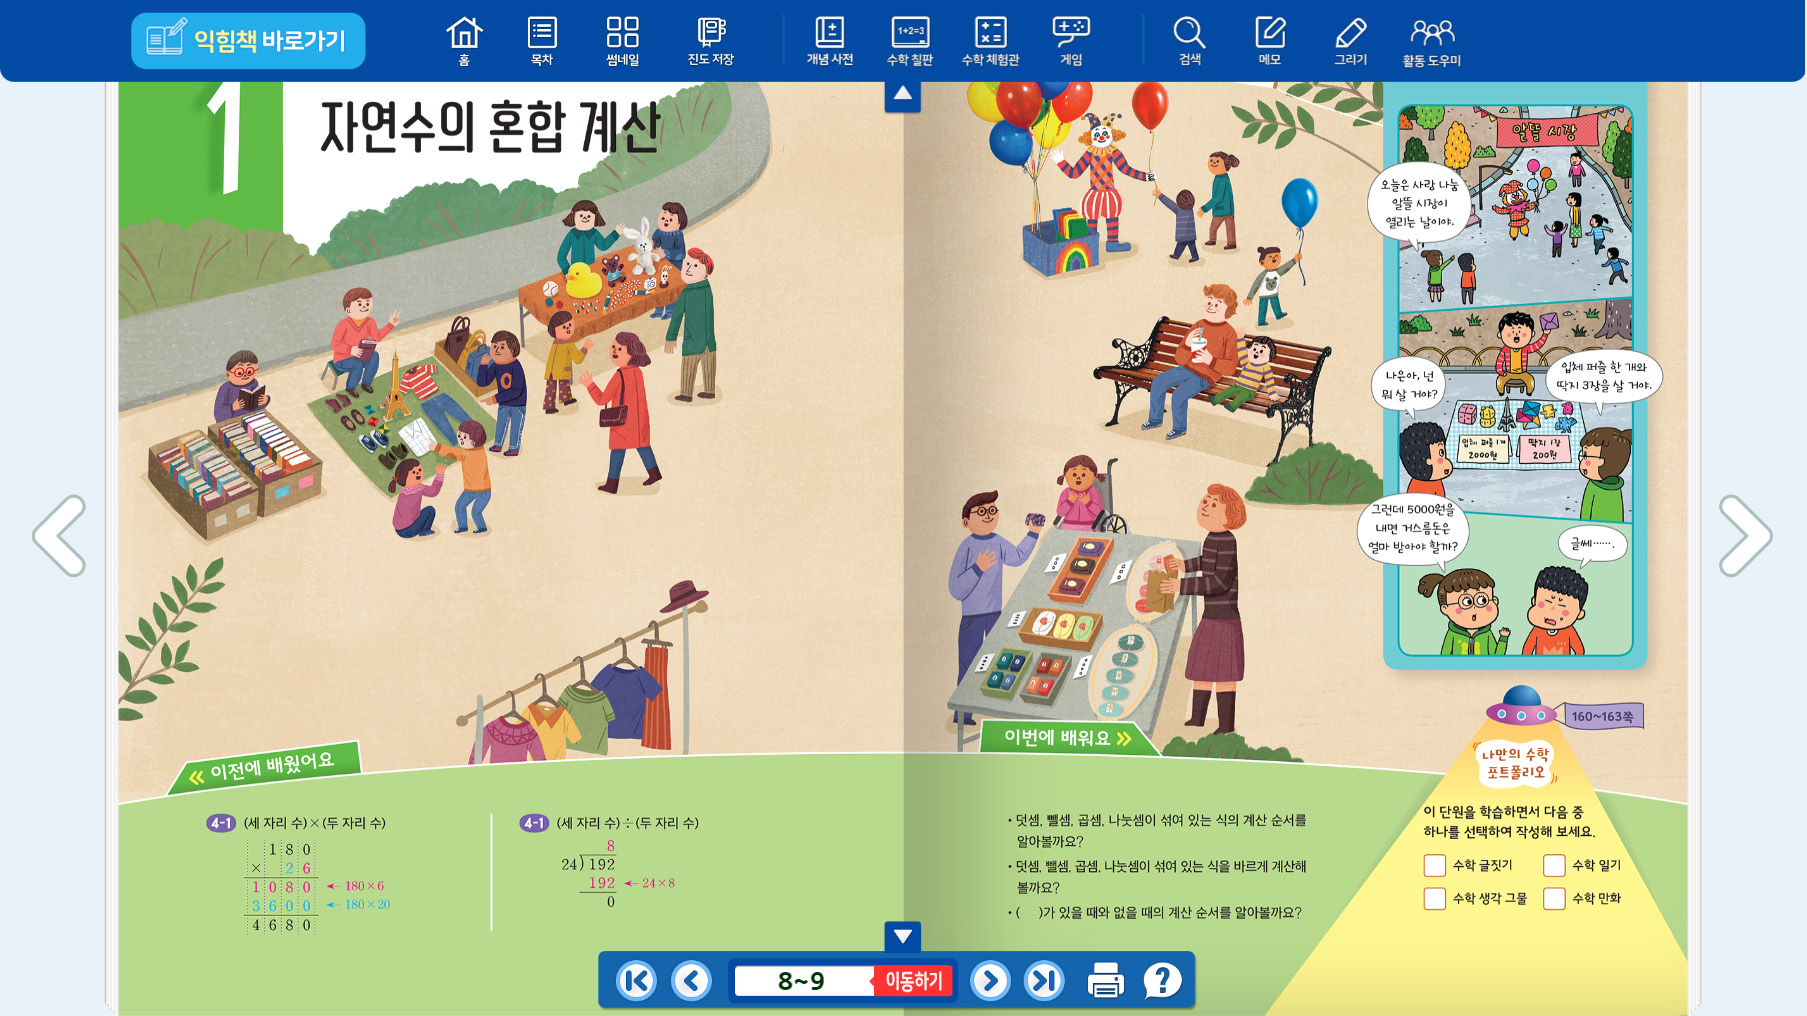 익힘책 바로가기
홈
목차
썸네일
진도 저장
개념 사전
1+2=3
수학 칠판
수학 체험관
게임
검색
메모
그리기
활동 도우미
1
자연수의 혼합 계산
알뜰 시장
오늘은 사랑 나눔
알뜰 시장이
열리는 날이야.
나은아, 넌
뭐 살 거야?
입체 퍼즐 한 개와
딱지 3장을 살 거야.
입체 퍼즐 1개
2000원
딱지 1장
200원
그런데 5000원을
내면 거스름돈은
얼마 받아야 할까?
글쎄…….
이전에 배웠어요
4-1 (세 자리 수)×(두 자리 수)
180
× 26
1080 ← 180×6
3600 ← 180×20
4680
4-1 (세 자리 수)÷(두 자리 수)
8
24)192
192 ← 24×8
0
이번에 배워요
• 덧셈, 뺄셈, 곱셈, 나눗셈이 섞여 있는 식의 계산 순서를
알아볼까요?
• 덧셈, 뺄셈, 곱셈, 나눗셈이 섞여 있는 식을 바르게 계산해
볼까요?
• ( )가 있을 때와 없을 때의 계산 순서를 알아볼까요?
160~163쪽
나만의 수학
포트폴리오
이 단원을 학습하면서 다음 중
하나를 선택하여 작성해 보세요.
수학 글짓기
수학 일기
수학 생각 그물
수학 만화
8~9
이동하기
?